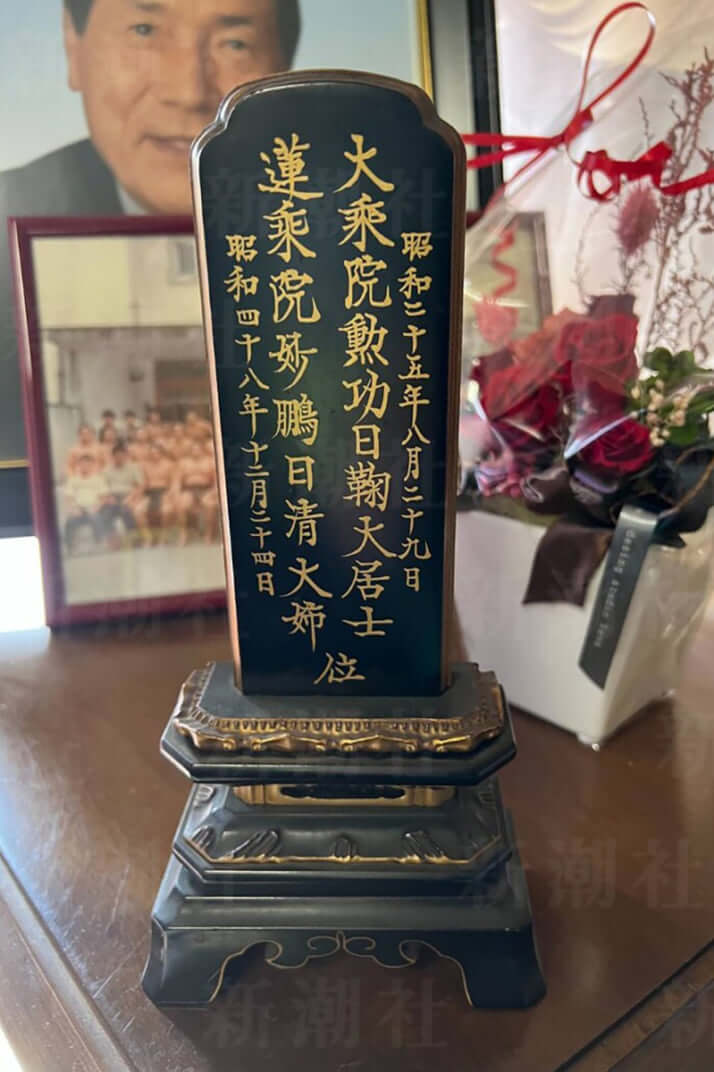 昭和二十五年八月二十九日
大乘院勲功日鞠大居士
蓮乘院妙鵬日清大姉
位
昭和四十八年十二月二十四日
新潮社